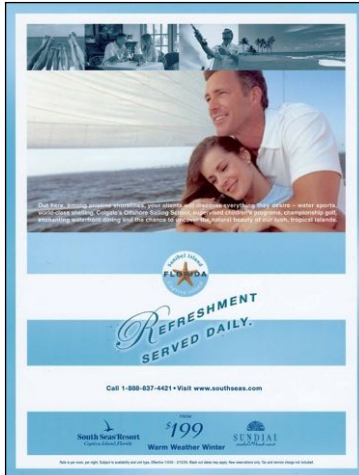 Out here, among pristine shorelines, your clients will discover everything they desire – water sports,
world-class shelling, Colgate's Offshore Sailing School, supervised children's programs, championship golf,
enchanting waterfront dining and the chance to uncover the natural beauty of our lush, tropical islands.
Sanibel Island
FLORIDA
REFRESHMENT
SERVED DAILY.
Call 1-888-837-4421 • Visit www.southseas.com
South Seas Resort
Captiva Island, Florida
FROM
$199
Warm Weather Winter
SUNDIAL